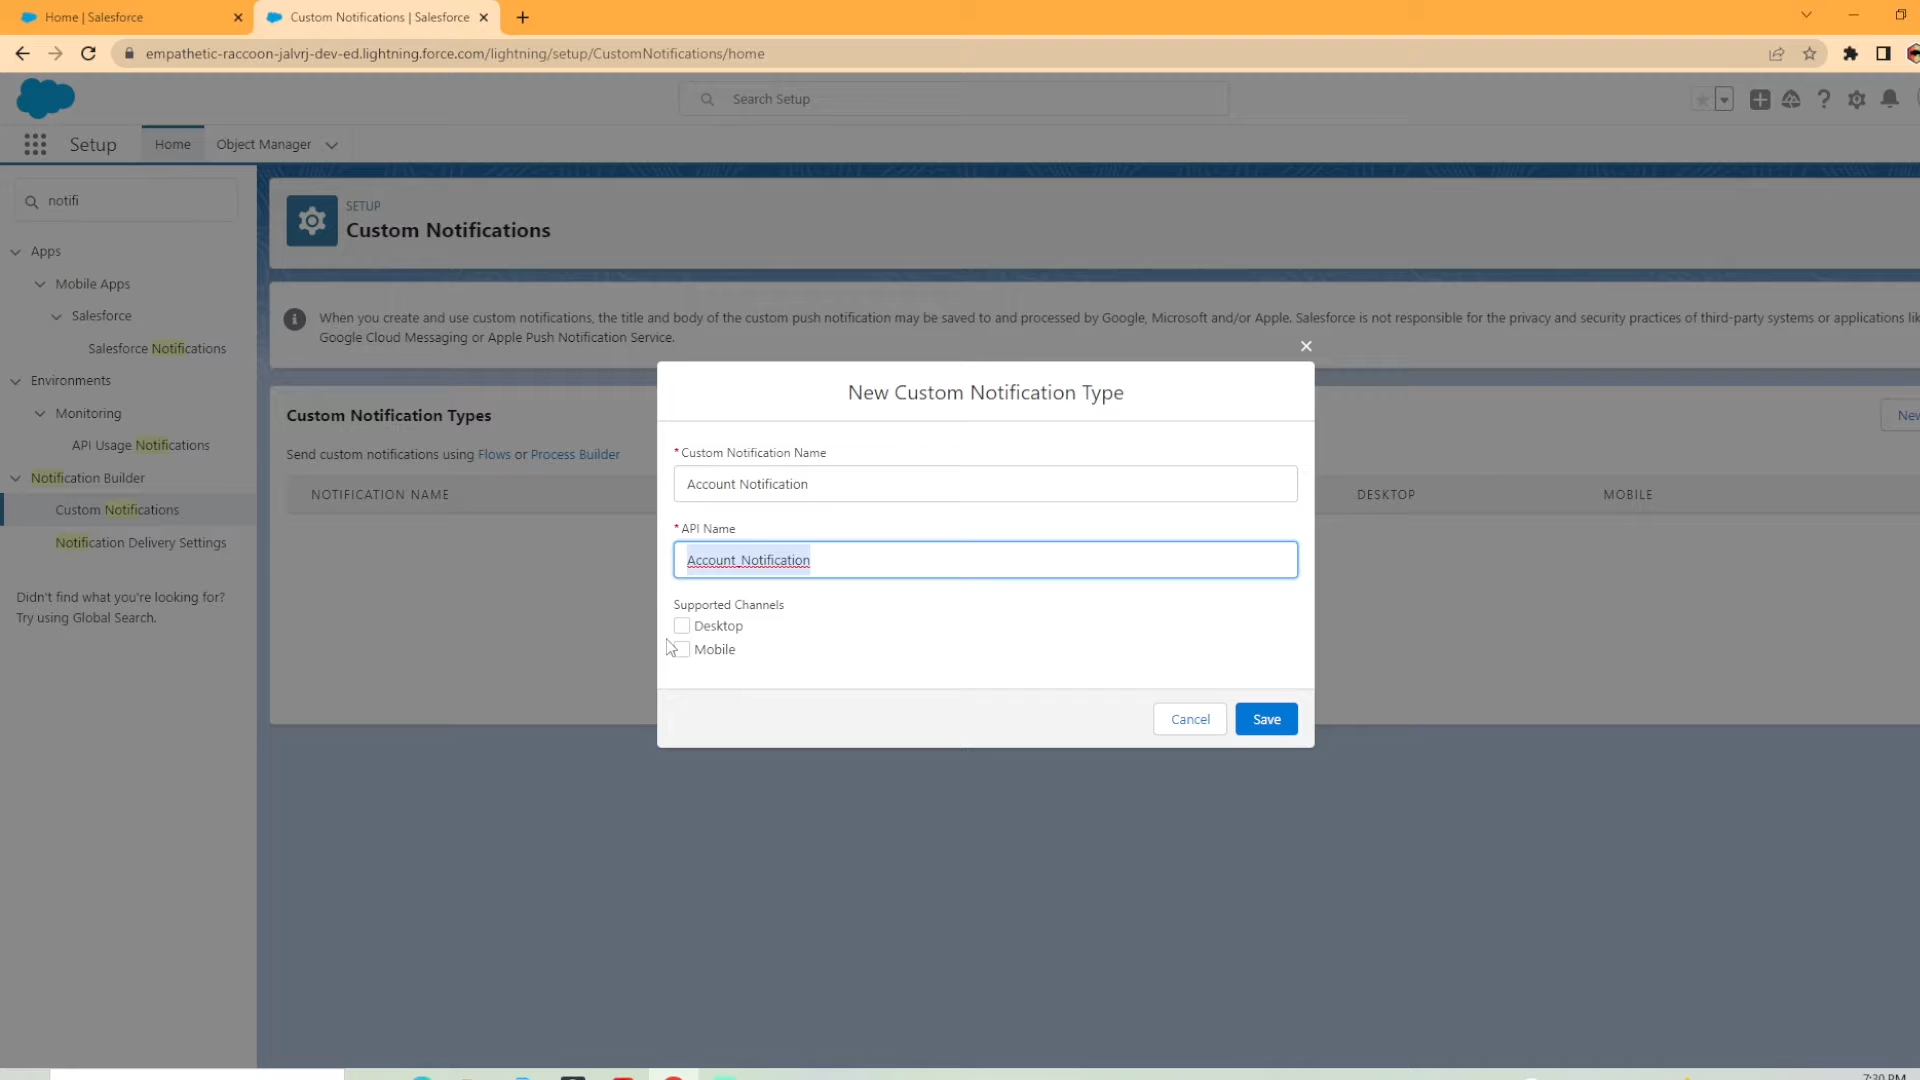 Home | Salesforce
Custom Notifications | Salesforce
empathetic-raccoon-jalvrj-dev-ed.lightning.force.com/lightning/setup/CustomNotifications/home
Search Setup
Setup
Home
Object Manager
notifi
Apps
Mobile Apps
Salesforce
Salesforce Notifications
Environments
Monitoring
API Usage Notifications
Notification Builder
Custom Notifications
Notification Delivery Settings
Didn't find what you're looking for?
Try using Global Search.
SETUP
Custom Notifications
When you create and use custom notifications, the title and body of the custom push notification may be saved to and processed by Google, Microsoft and/or Apple. Salesforce is not responsible for the privacy and security practices of third-party systems or applications
Google Cloud Messaging or Apple Push Notification Service.
Custom Notification Types
New
Send custom notifications using Flows or Process Builder
NOTIFICATION NAME
DESKTOP
MOBILE
New Custom Notification Type
*Custom Notification Name
Account Notification
*API Name
Account_Notification
Supported Channels
Desktop
Mobile
Cancel
Save
7:30 PM